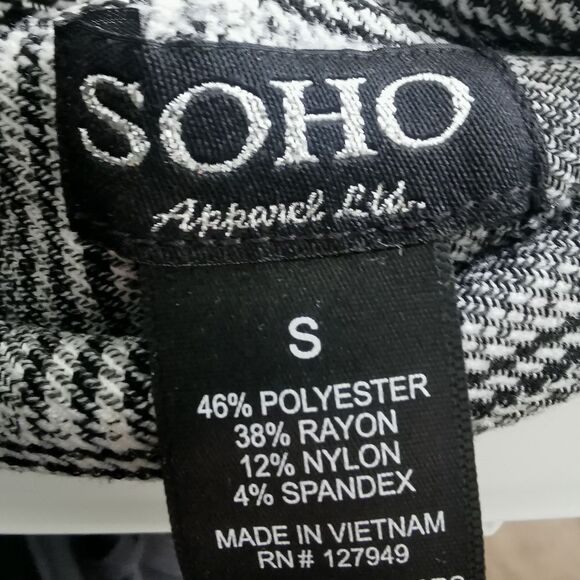 SOHO
Apparel Ltd.
S
46% POLYESTER
38% RAYON
12% NYLON
4% SPANDEX
MADE IN VIETNAM
RN# 127949